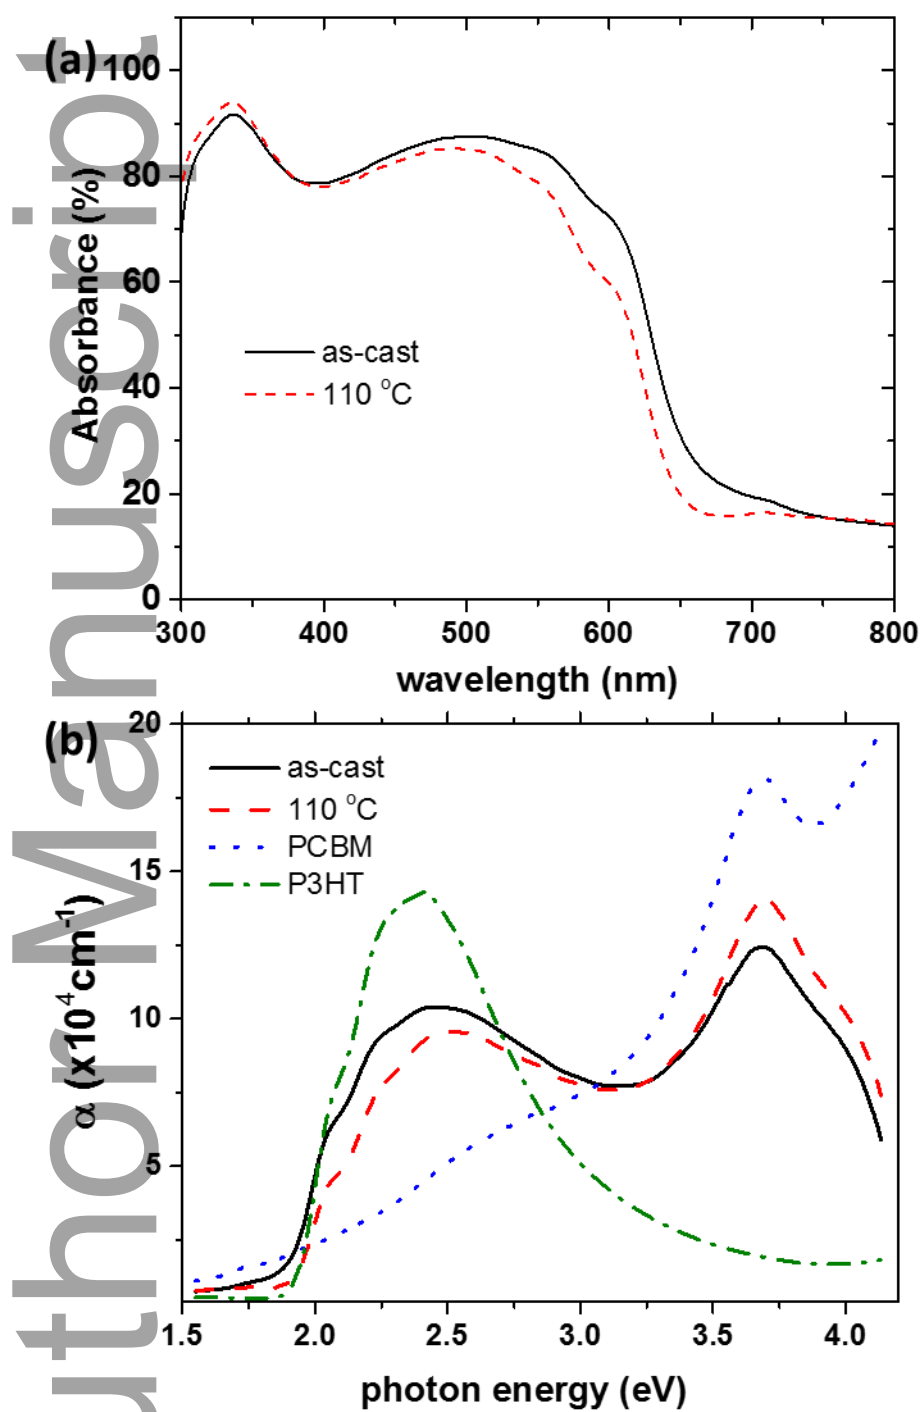 (a)
100
80
60
40
20
0
Absorbance (%)
as-cast
110 °C
300 400 500 600 700 800
wavelength (nm)
(b)
20
15
10
5
α (x10⁴cm⁻¹)
as-cast
110 °C
PCBM
P3HT
1.5 2.0 2.5 3.0 3.5 4.0
photon energy (eV)
uthor Manuscript